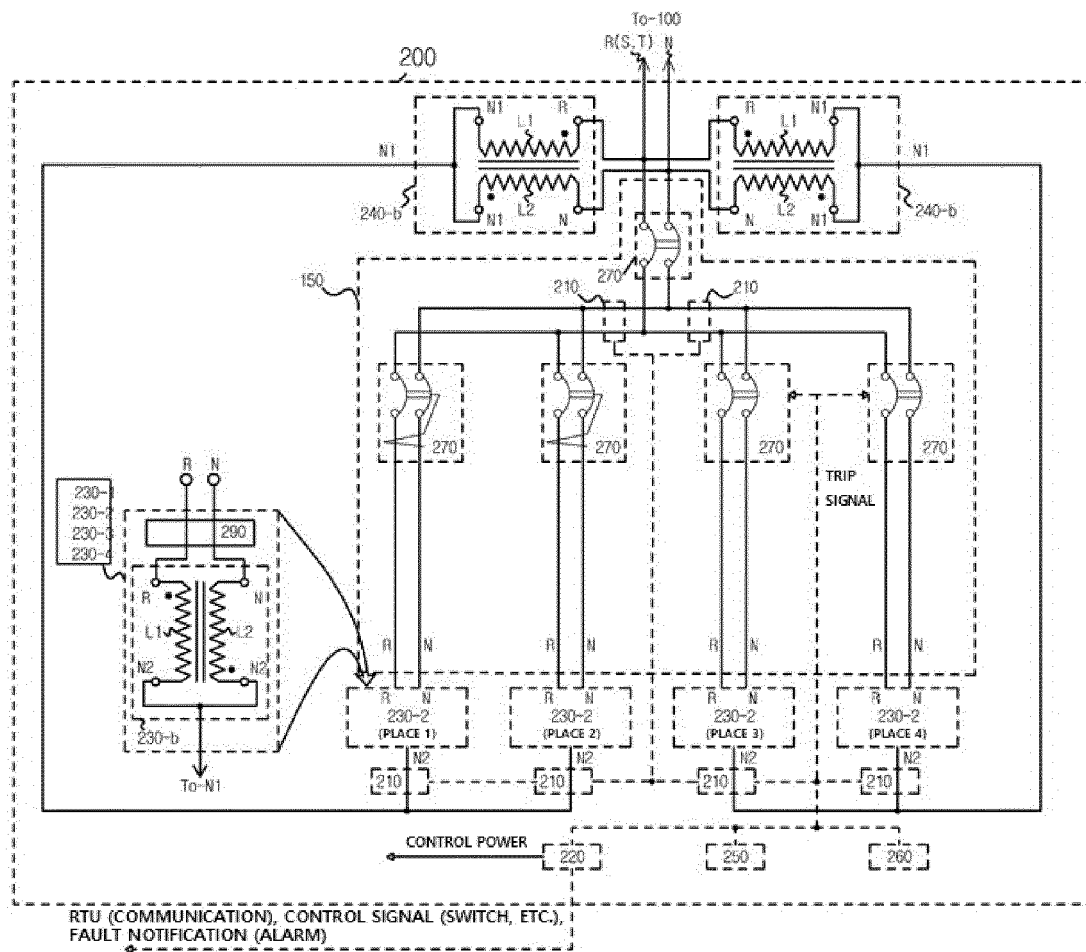 To-100
R(S,T) N
200
N1 R R N1
L1 L1
N1 N1
L2 L2
240-b N1 N N N1 240-b
270
150 210 210
270 270 270 270
TRIP
SIGNAL
R N
230-1
230-2
230-3
230-4
290
R N
L1 L2
N2 N2
230-b
To-N1
R N R N R N R N
R N R N R N R N
230-2 230-2 230-2 230-2
(PLACE 1) (PLACE 2) (PLACE 3) (PLACE 4)
N2 N2 N2 N2
210 210 210 210
CONTROL POWER 220 250 260
RTU (COMMUNICATION), CONTROL SIGNAL (SWITCH, ETC.),
FAULT NOTIFICATION (ALARM)